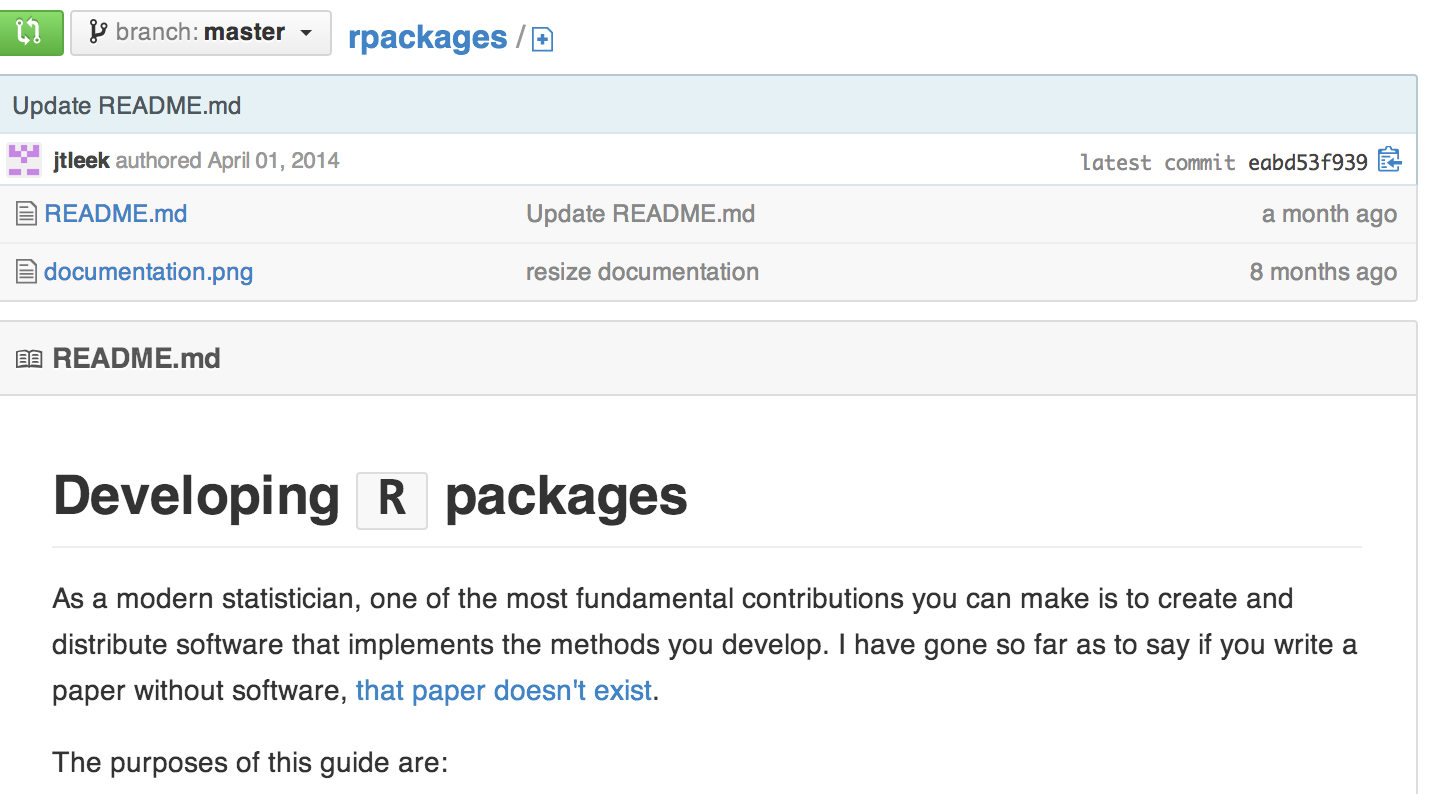 branch: master rpackages /
Update README.md
jtleek authored April 01, 2014 latest commit eabd53f939
README.md Update README.md a month ago
documentation.png resize documentation 8 months ago
README.md
Developing R packages
As a modern statistician, one of the most fundamental contributions you can make is to create and
distribute software that implements the methods you develop. I have gone so far as to say if you write a
paper without software, that paper doesn't exist.
The purposes of this guide are: